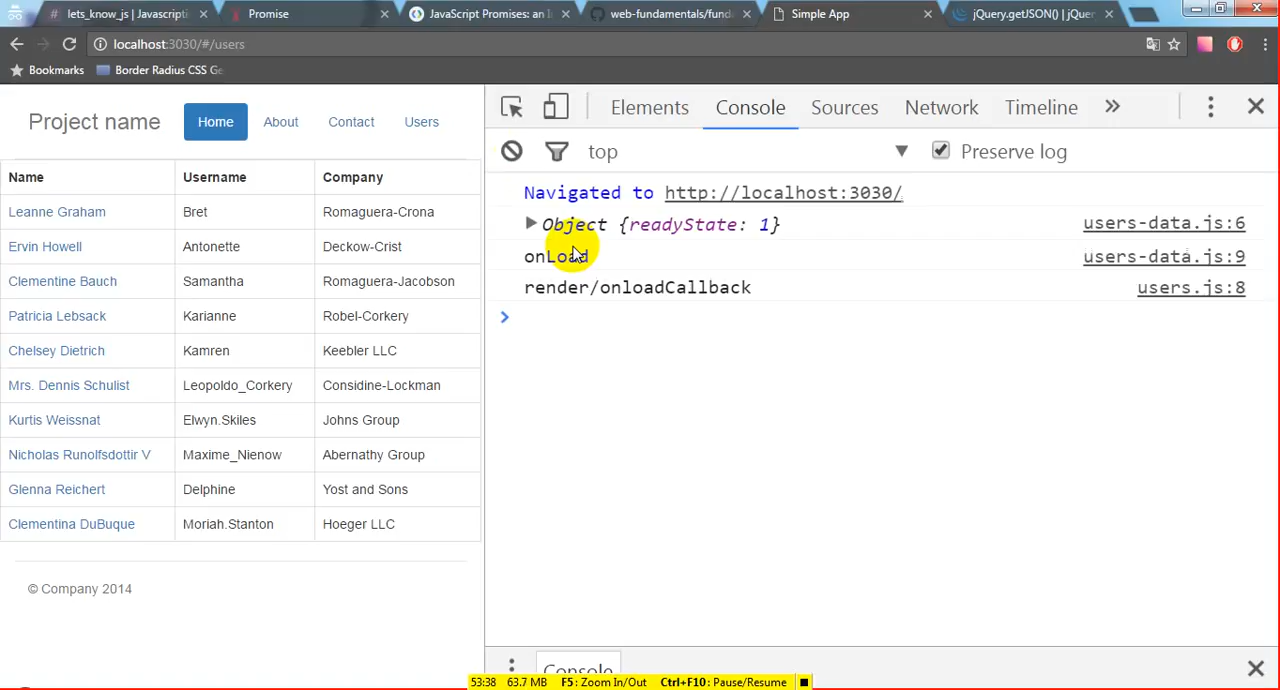 lets_know_js | Javascripti
Promise
JavaScript Promises: an I
web-fundamentals/fund
Simple App
jQuery.getJSON() | jQuer
localhost:3030/#/users
Bookmarks
Border Radius CSS Ge
Project name
Home
About
Contact
Users
Name Username Company
Leanne Graham Bret Romaguera-Crona
Ervin Howell Antonette Deckow-Crist
Clementine Bauch Samantha Romaguera-Jacobson
Patricia Lebsack Karianne Robel-Corkery
Chelsey Dietrich Kamren Keebler LLC
Mrs. Dennis Schulist Leopoldo_Corkery Considine-Lockman
Kurtis Weissnat Elwyn.Skiles Johns Group
Nicholas Runolfsdottir V Maxime_Nienow Abernathy Group
Glenna Reichert Delphine Yost and Sons
Clementina DuBuque Moriah.Stanton Hoeger LLC
© Company 2014
Elements Console Sources Network Timeline
top
Preserve log
Navigated to http://localhost:3030/
Object {readyState: 1} users-data.js:6
onLoad users-data.js:9
render/onloadCallback users.js:8
Console
53:38 63.7 MB F5: Zoom In/Out Ctrl+F10: Pause/Resume